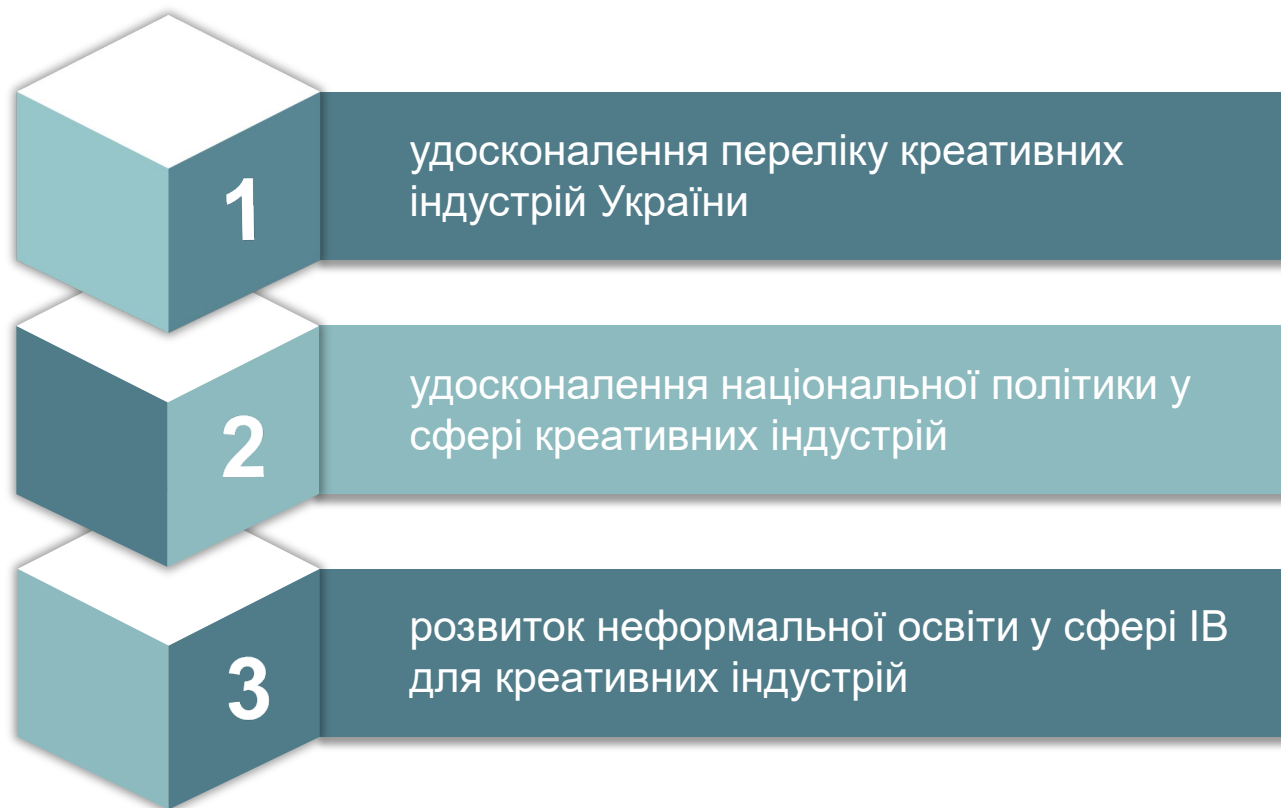 1
удосконалення переліку креативних
індустрій України
2
удосконалення національної політики у
сфері креативних індустрій
3
розвиток неформальної освіти у сфері ІВ
для креативних індустрій